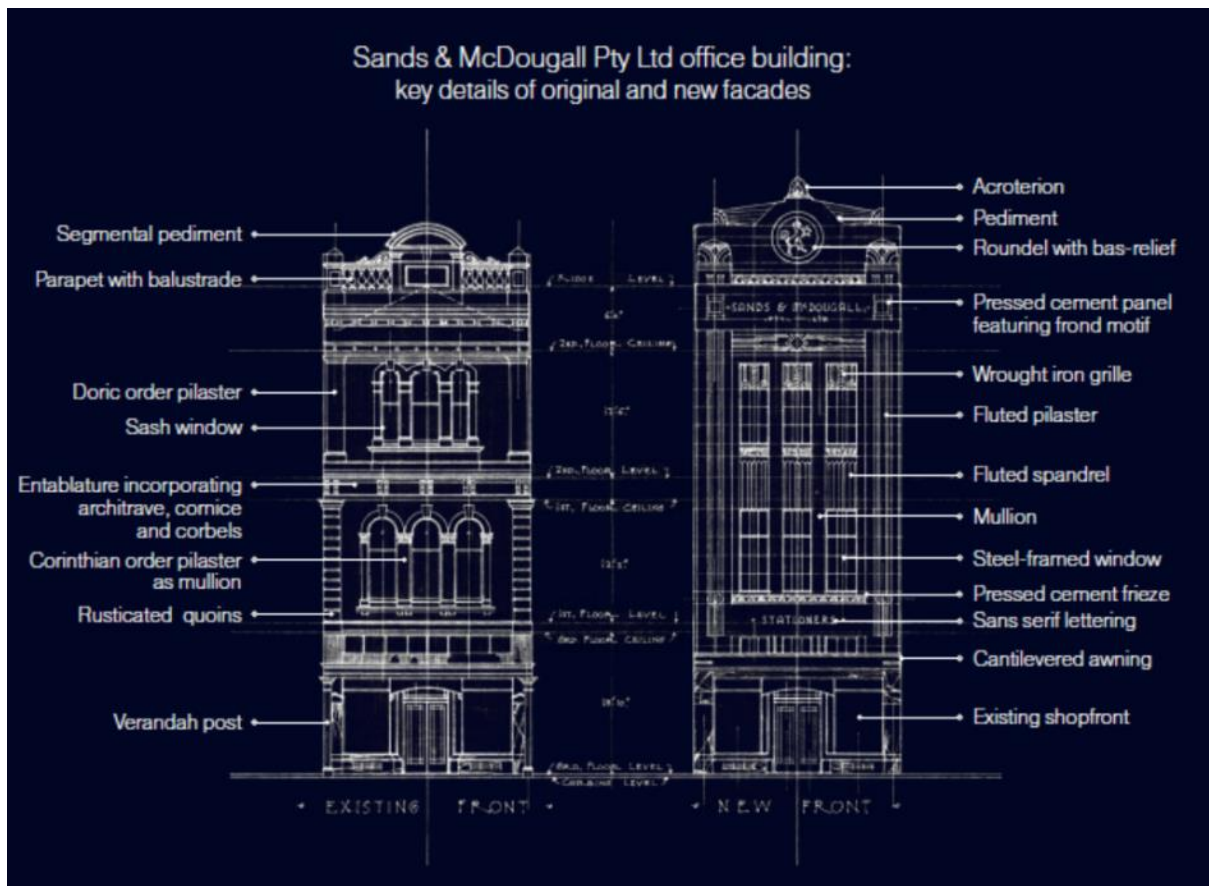 Sands & McDougall Pty Ltd office building:
key details of original and new facades
Segmental pediment
Parapet with balustrade
Doric order pilaster
Sash window
Entablature incorporating
architrave, cornice
and corbels
Corinthian order pilaster
as mullion
Rusticated quoins
Verandah post
LEVEL
2ND. FLOOR CEILING
2ND. FLOOR LEVEL
1ST. FLOOR CEILING
1ST. FLOOR LEVEL
GRD. FLOOR CEILING
GRD. FLOOR LEVEL
LEVEL
EXISTING FRONT
SANDS & McDOUGALL
STATIONERS
NEW FRONT
Acroterion
Pediment
Roundel with bas-relief
Pressed cement panel
featuring frond motif
Wrought iron grille
Fluted pilaster
Fluted spandrel
Mullion
Steel-framed window
Pressed cement frieze
Sans serif lettering
Cantilevered awning
Existing shopfront